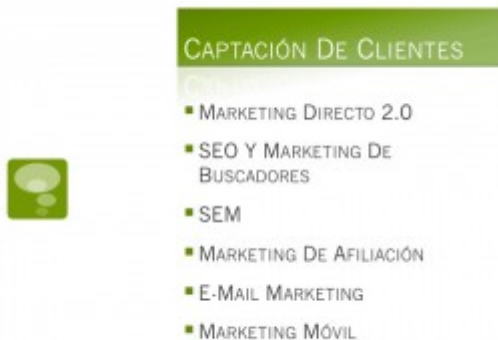 CAPTACIÓN DE CLIENTES
MARKETING DIRECTO 2.0
SEO Y MARKETING DE
BUSCADORES
SEM
MARKETING DE AFILIACIÓN
E-MAIL MARKETING
MARKETING MÓVIL